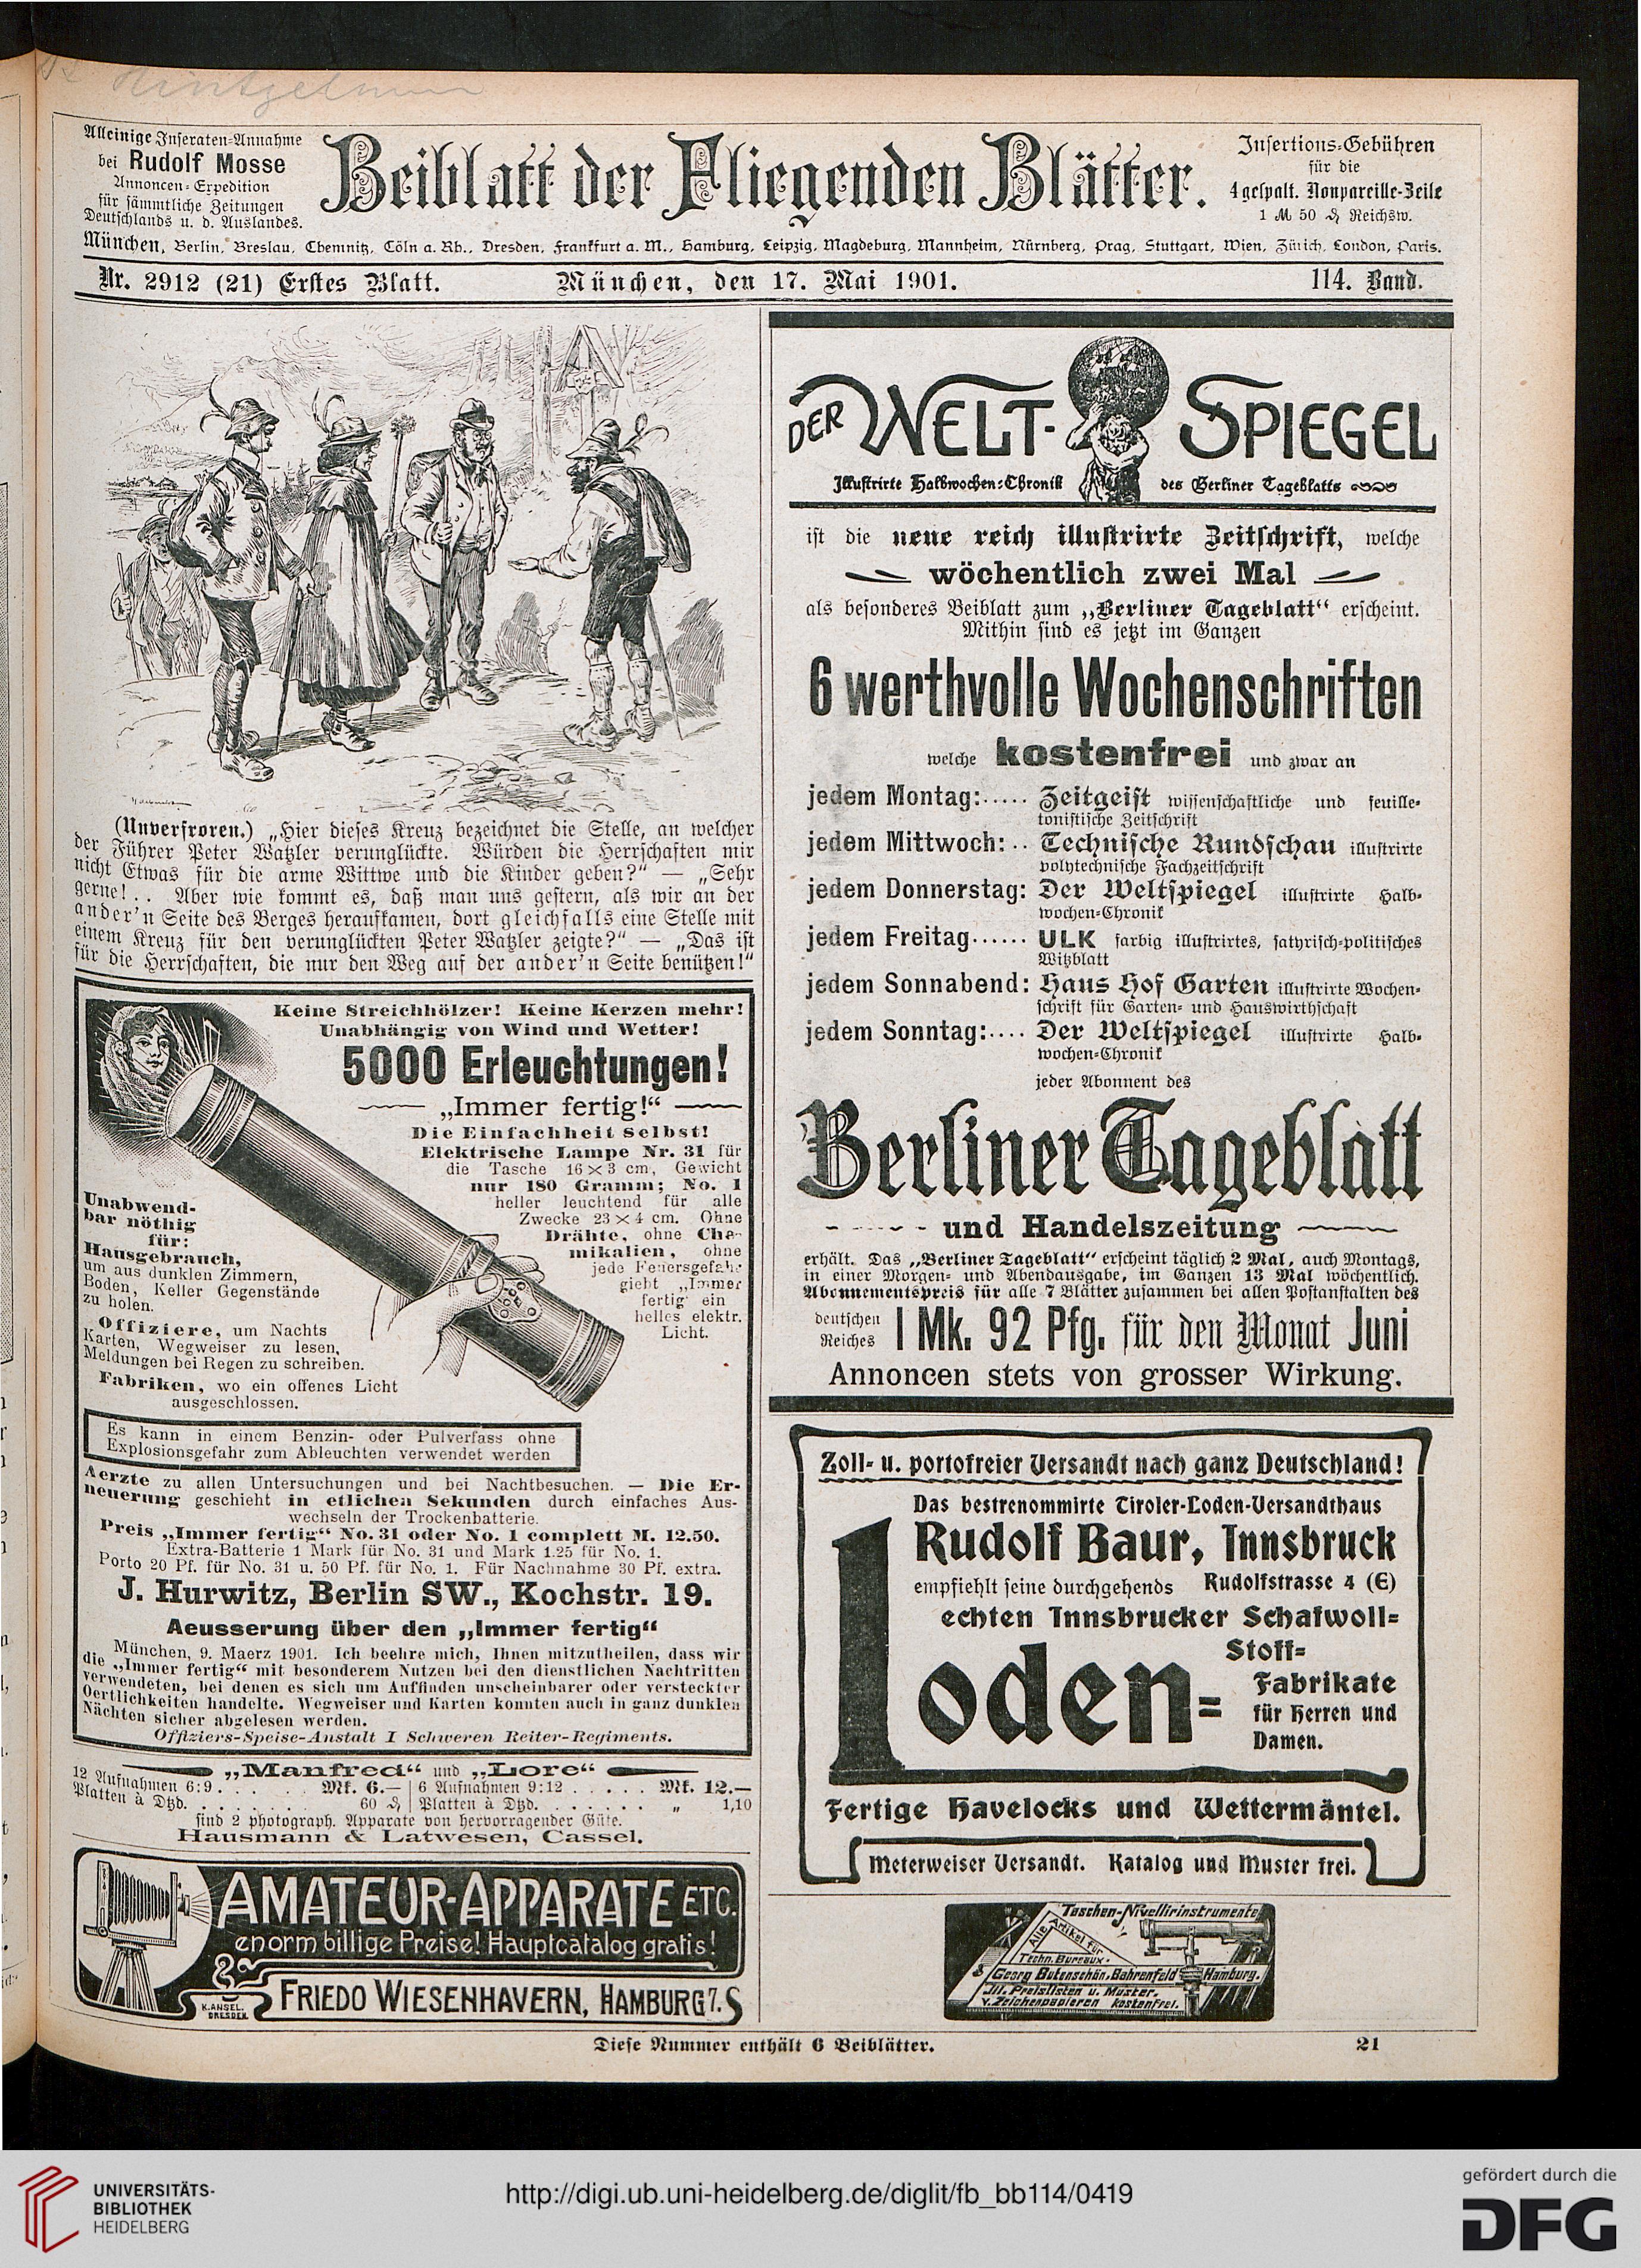 Alleinige Inseraten-Annahme
bei Rudolf Mosse
Annoncen-Expedition
für sämmtliche Zeitungen
Deutschlands u. d. Auslandes.
Beiblatt der Fliegenden Blätter.
Insertions-Gebühren
für die
4 gespalt. Nonpareille-Zeile
1 M 50 ₰ Reichsw.
München, Berlin, Breslau, Chemnitz, Cöln a. Rh., Dresden, Frankfurt a. M., Hamburg, Leipzig, Magdeburg, Mannheim, Nürnberg, Prag, Stuttgart, Wien, Zürich, London, Paris.
Nr. 2912 (21) Erstes Blatt. München, den 17. Mai 1901. 114. Band.
(Unverfroren.) „Hier dieses Kreuz bezeichnet die Stelle, an welcher
der Führer Peter Watzler verunglückte. Würden die Herrschaften mir
nicht Etwas für die arme Wittwe und die Kinder geben?“ — „Sehr
gerne!.. Aber wie kommt es, daß man uns gestern, als wir an der
ander'n Seite des Berges heraufkamen, dort gleichfalls eine Stelle mit
einem Kreuz für den verunglückten Peter Watzler zeigte?“ — „Das ist
für die Herrschaften, die nur den Weg auf der ander'n Seite benützen!“
Keine Streichhölzer! Keine Kerzen mehr!
Unabhängig von Wind und Wetter!
5000 Erleuchtungen!
„Immer fertig!“
Die Einfachheit selbst!
Elektrische Lampe Nr. 31 für
die Tasche 16×3 cm, Gewicht
nur 180 Gramm; No. 1
heller leuchtend für alle
Zwecke 23×4 cm. Ohne
Drähte, ohne Che-
mikalien, ohne
jede Feuersgefahr
giebt „Immer
fertig“ ein
helles elektr.
Licht.
Unabwend-
bar nöthig
für:
Hausgebrauch,
um aus dunklen Zimmern,
Boden, Keller Gegenstände
zu holen.
Offiziere, um Nachts
Karten, Wegweiser zu lesen,
Meldungen bei Regen zu schreiben.
Fabriken, wo ein offenes Licht
ausgeschlossen.
Es kann in einem Benzin- oder Pulverfass ohne
Explosionsgefahr zum Ableuchten verwendet werden
Aerzte zu allen Untersuchungen und bei Nachtbesuchen. — Die Er-
neuerung geschieht in etlichen Sekunden durch einfaches Aus-
wechseln der Trockenbatterie.
Preis „Immer fertig“ No. 31 oder No. 1 complett M. 12.50.
Extra-Batterie 1 Mark für No. 31 und Mark 1.25 für No. 1.
Porto 20 Pf. für No. 31 u. 50 Pf. für No. 1. Für Nachnahme 30 Pf. extra.
J. Hurwitz, Berlin SW., Kochstr. 19.
Aeusserung über den „Immer fertig“
München, 9. Maerz 1901. Ich beehre mich, Ihnen mitzutheilen, dass wir
die „Immer fertig“ mit besonderem Nutzen bei den dienstlichen Nachtritten
verwendeten, bei denen es sich um Auffinden unscheinbarer oder versteckter
Oertlichkeiten handelte. Wegweiser und Karten konnten auch in ganz dunklen
Nächten sicher abgelesen werden.
Offiziers-Speise-Anstalt I Schweren Reiter-Regiments.
„Manfred“ und „Lore“
12 Aufnahmen 6:9 . . . . Mk. 6.— | 6 Aufnahmen 9:12 . . . . . Mk. 12.—
Platten à Dtzd. . . . . . . . 60 ₰ | Platten à Dtzd. . . . . . . „ 1,10
sind 2 photograph. Apparate von hervorragender Güte.
Hausmann & Latwesen, Cassel.
AMATEUR-APPARATE ETC.
enorm billige Preise! Hauptcatalog gratis!
FRIEDO WIESENHAVERN, HAMBURG 7.
K. ANSEL.
DRESDEN
DER WELT-SPIEGEL
Illustrirte Halbwochen-Chronik des Berliner Tageblatts
ist die neue reich illustrirte Zeitschrift, welche
wöchentlich zwei Mal
als besonderes Beiblatt zum „Berliner Tageblatt“ erscheint.
Mithin sind es jetzt im Ganzen
6 werthvolle Wochenschriften
welche kostenfrei und zwar an
jedem Montag:..... Zeitgeist wissenschaftliche und feuille-
tonistische Zeitschrift
jedem Mittwoch:.. Technische Rundschau illustrirte
polytechnische Fachzeitschrift
jedem Donnerstag: Der Weltspiegel illustrirte Halb-
wochen-Chronik
jedem Freitag...... ULK farbig illustrirtes, satyrisch-politisches
Witzblatt
jedem Sonnabend: Haus Hof Garten illustrirte Wochen-
schrift für Garten- und Hauswirthschaft
jedem Sonntag:.... Der Weltspiegel illustrirte Halb-
wochen-Chronik
jeder Abonnent des
Berliner Tageblatt
und Handelszeitung
erhält. Das „Berliner Tageblatt“ erscheint täglich 2 Mal, auch Montags,
in einer Morgen- und Abendausgabe, im Ganzen 13 Mal wöchentlich.
Abonnementspreis für alle 7 Blätter zusammen bei allen Postanstalten des
deutschen
Reiches 1 Mk. 92 Pfg. für den Monat Juni
Annoncen stets von grosser Wirkung.
Zoll- u. portofreier Versandt nach ganz Deutschland!
Das bestrenommirte Tiroler-Loden-Versandthaus
Rudolf Baur, Innsbruck
empfiehlt seine durchgehends Rudolfstrasse 4 (E)
echten Innsbrucker Schafwoll-
Loden-
Stoff-
Fabrikate
für Herren und
Damen.
Fertige Havelocks und Wettermäntel.
Meterweiser Versandt. Katalog und Muster frei.
Taschen-Nivellirinstrumente
Alle Artikel für
Techn. Bureaux.
Georg Butenschön, Bahrenfeld Hamburg.
Ill. Preislisten u. Muster.
v. Zeichenpapieren kostenfrei.
Diese Nummer enthält 6 Beiblätter. 21
UNIVERSITÄTS-
BIBLIOTHEK
HEIDELBERG
http://digi.ub.uni-heidelberg.de/diglit/fb_bb114/0419
gefördert durch die
DFG